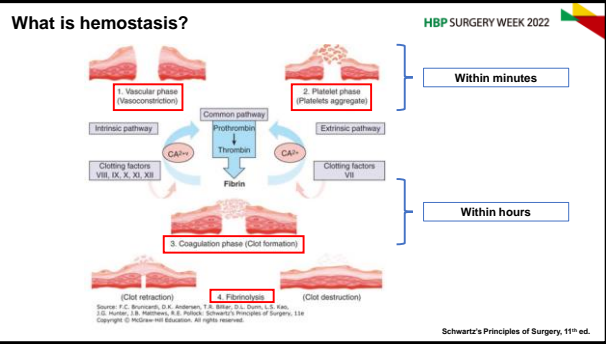 What is hemostasis?
HBP SURGERY WEEK 2022
1. Vascular phase
(Vasoconstriction)
2. Platelet phase
(Platelets aggregate)
Within minutes
Common pathway
Intrinsic pathway
Prothrombin
Extrinsic pathway
Thrombin
CA2+v
CA2+
Clotting factors
VIII, IX, X, XI, XII
Clotting factors
VII
Fibrin
Within hours
3. Coagulation phase (Clot formation)
(Clot retraction)
4. Fibrinolysis
(Clot destruction)
Source: F.C. Brunicardi, D.K. Andersen, T.R. Billiar, D.L. Dunn, L.S. Kao,
J.G. Hunter, J.B. Matthews, R.E. Pollock: Schwartz's Principles of Surgery, 11e
Copyright © McGraw-Hill Education. All rights reserved.
Schwartz's Principles of Surgery, 11th ed.